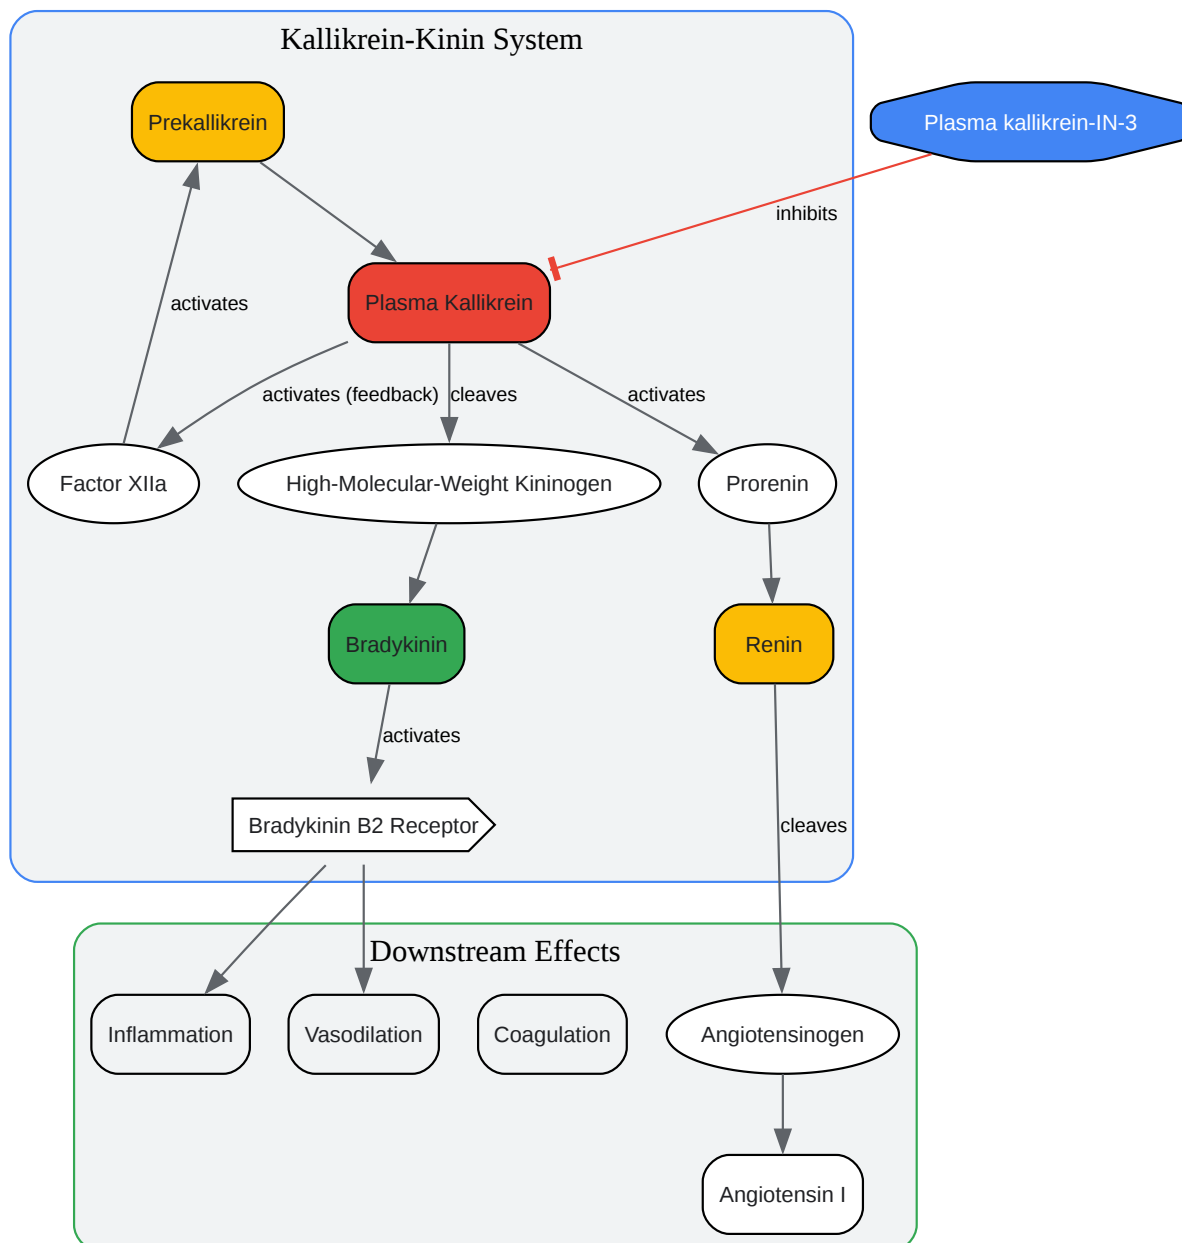 Kallikrein-Kinin System
Prekallikrein
Plasma kallikrein-IN-3
inhibits
Plasma Kallikrein
activates
activates (feedback)
cleaves
activates
Factor XIIa
High-Molecular-Weight Kininogen
Prorenin
Bradykinin
Renin
activates
Bradykinin B2 Receptor
cleaves
Downstream Effects
Inflammation
Vasodilation
Coagulation
Angiotensinogen
Angiotensin I